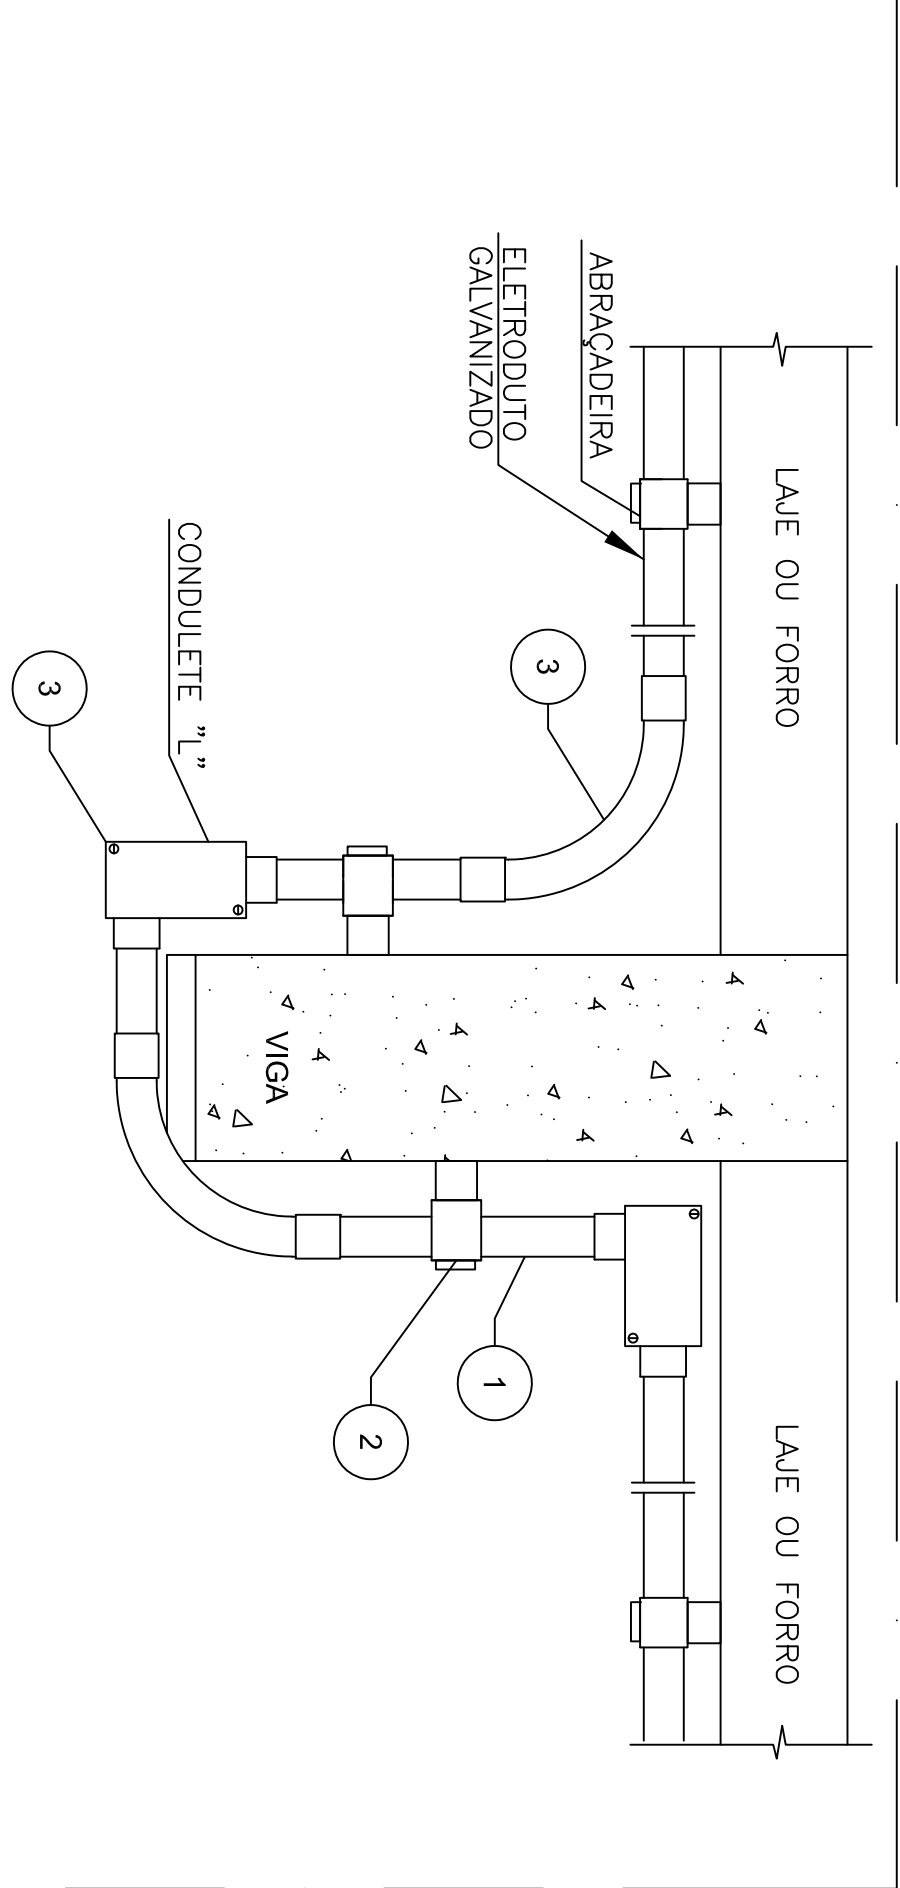 LAJE OU FORRO
LAJE OU FORRO
ABRAÇADEIRA
ELETRODUTO
GALVANIZADO
3
VIGA
1
2
CONDULETE "L"
3